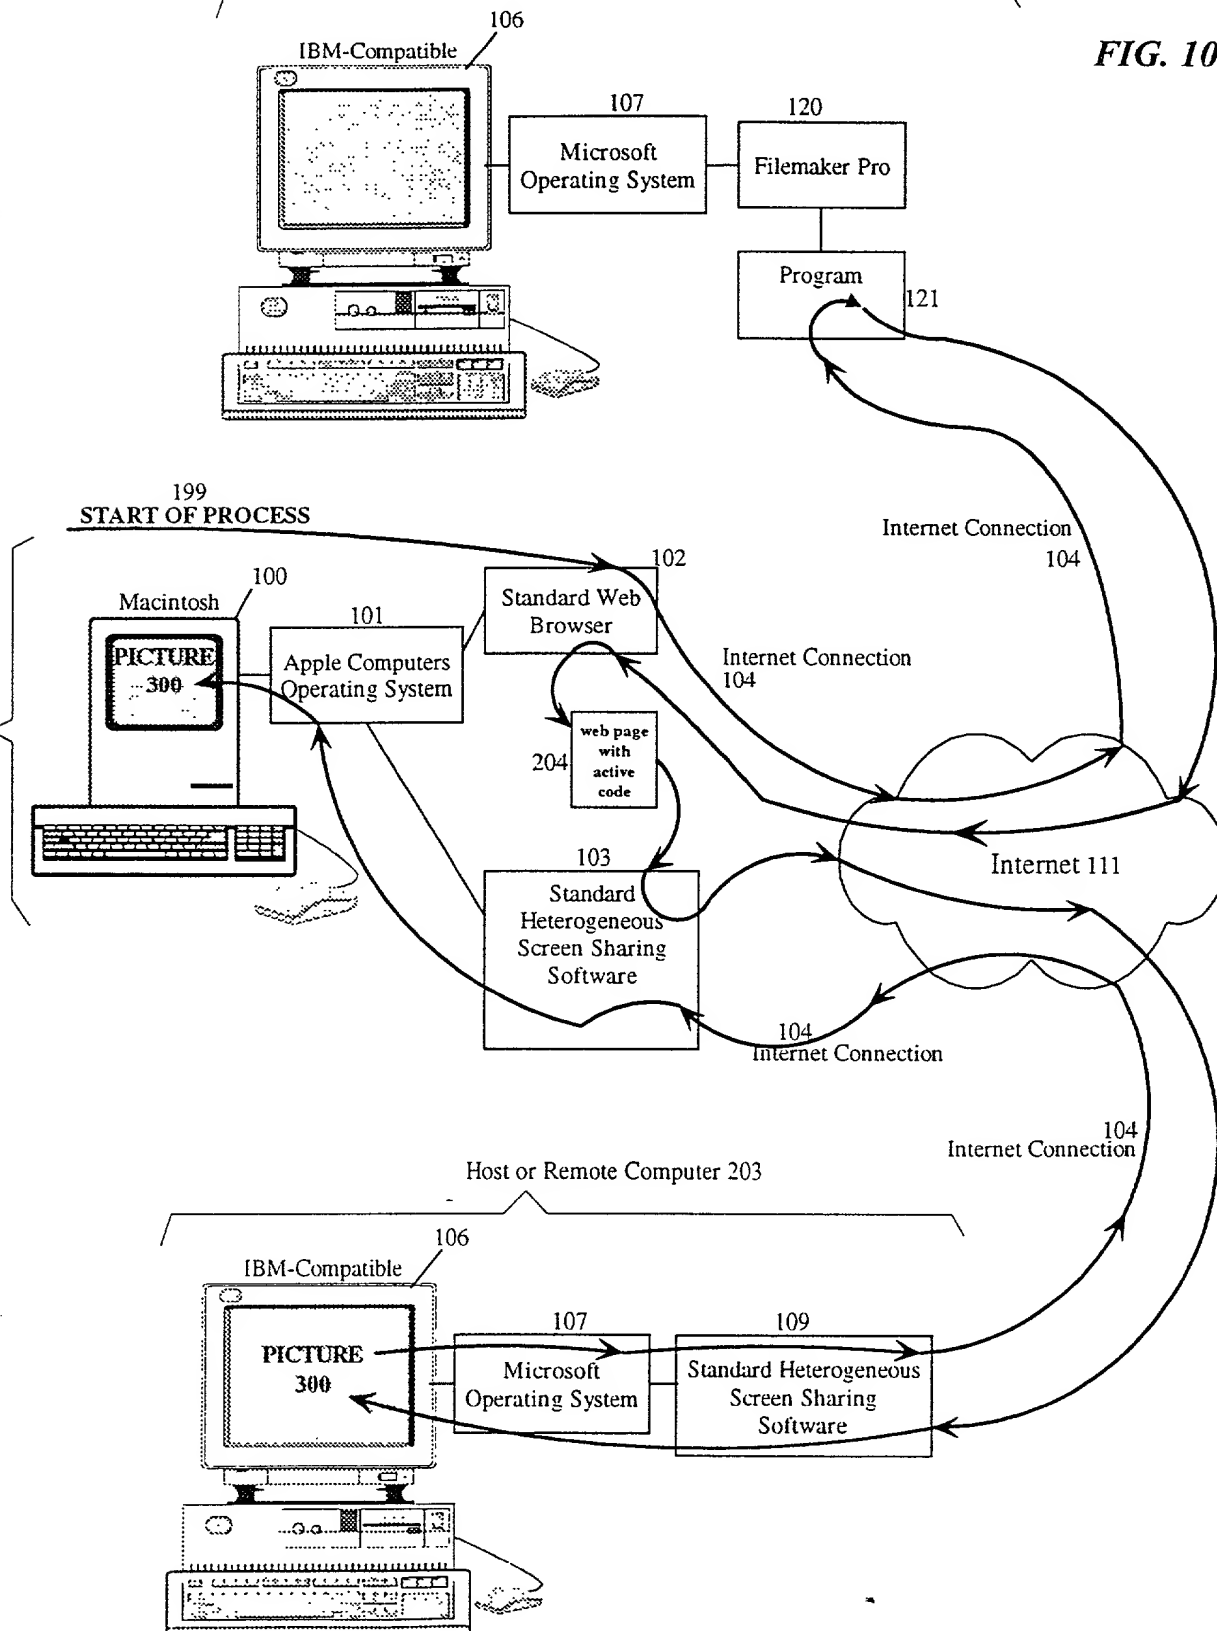 106
IBM-Compatible
FIG. 10
107
Microsoft
Operating System
120
Filemaker Pro
Program
121
199
START OF PROCESS
Internet Connection
104
100
Macintosh
PICTURE
300
101
Apple Computers
Operating System
102
Standard Web
Browser
Internet Connection
104
204
web page
with
active
code
103
Standard
Heterogeneous
Screen Sharing
Software
Internet 111
104
Internet Connection
104
Internet Connection
Host or Remote Computer 203
106
IBM-Compatible
PICTURE
300
107
Microsoft
Operating System
109
Standard Heterogeneous
Screen Sharing
Software